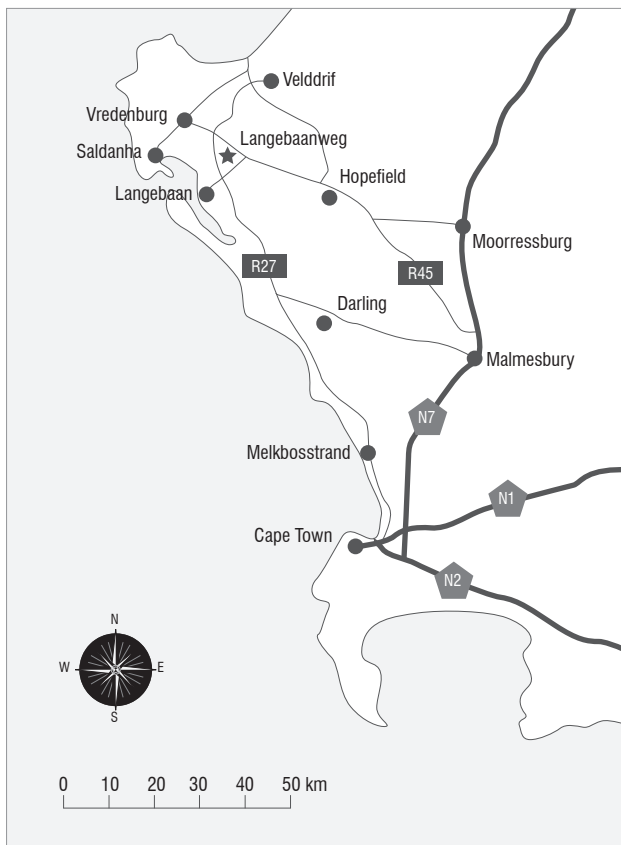 Velddrif
Vredenburg
Langebaanweg
Saldanha
Hopefield
Langebaan
Moorressburg
R27
R45
Darling
Malmesbury
N7
Melkbosstrand
N1
Cape Town
N2
N
W E
S
0 10 20 30 40 50 km